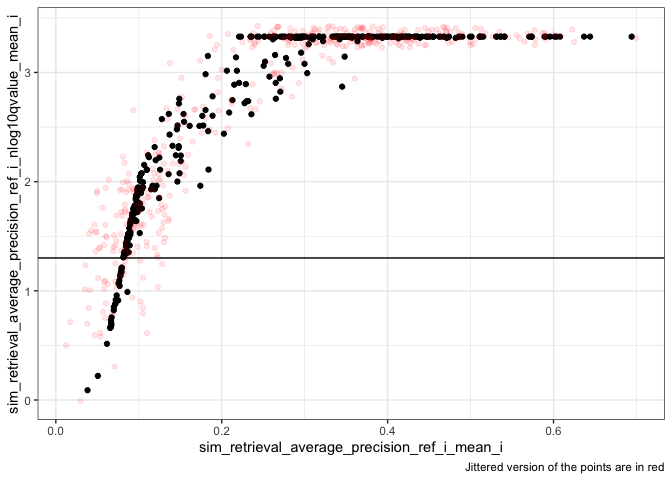 sim_retrieval_average_precision_ref_i_nlog10qvalue_mean_i
3
2
1
0
0.0
0.2
0.4
0.6
sim_retrieval_average_precision_ref_i_mean_i
Jittered version of the points are in red